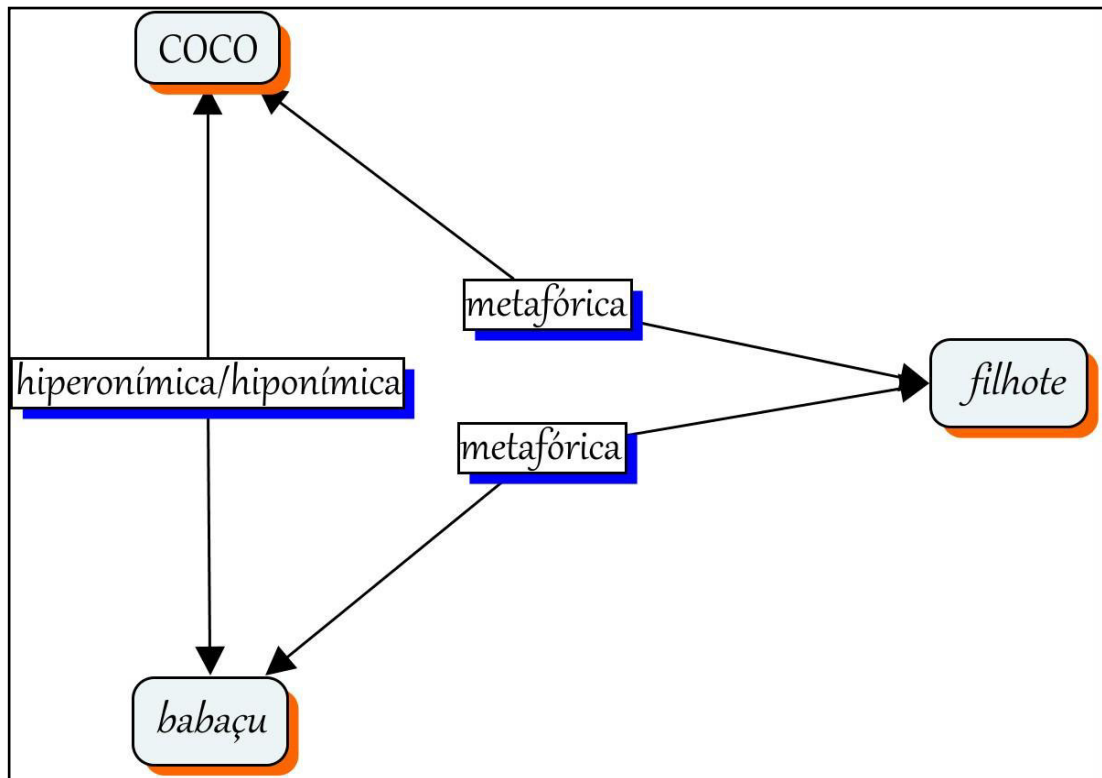 COCO
metafórica
hiperonímica/hiponímica
filhote
metafórica
babaçu